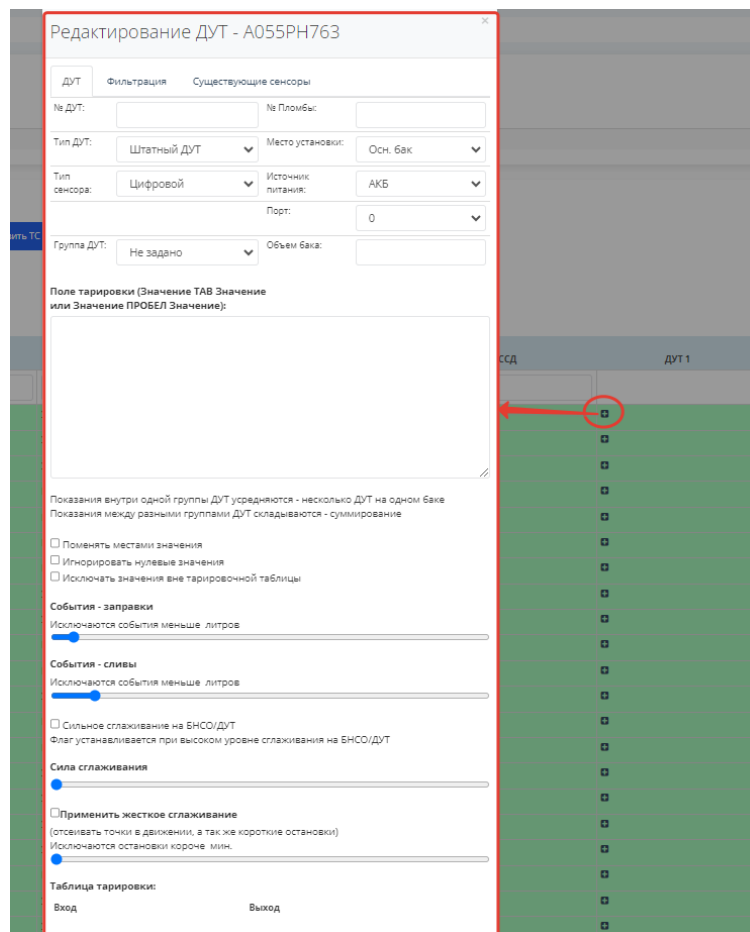 Редактирование ДУТ - А055РН763
×
ДУТ Фильтрация Существующие сенсоры
№ ДУТ: № Пломбы:
Тип ДУТ: Штатный ДУТ Место установки: Осн. бак
Тип сенсора: Цифровой Источник питания: АКБ
Порт: 0
Группа ДУТ: Не задано Объем бака:
ить ТС
Поле тарировки (Значение TAB Значение
или Значение ПРОБЕЛ Значение):
ССД ДУТ 1
Показания внутри одной группы ДУТ усредняются - несколько ДУТ на одном баке
Показания между разными группами ДУТ складываются - суммирование
Поменять местами значения
Игнорировать нулевые значения
Исключать значения вне тарировочной таблицы
События - заправки
Исключаются события меньше литров
События - сливы
Исключаются события меньше литров
Сильное сглаживание на БНСО/ДУТ
Флаг устанавливается при высоком уровне сглаживания на БНСО/ДУТ
Сила сглаживания
Применить жесткое сглаживание
(отсеивать точки в движении, а так же короткие остановки)
Исключаются остановки короче мин.
Таблица тарировки:
Вход Выход